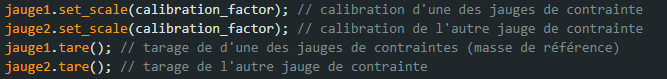 jauge1.set_scale(calibration_factor); // calibration d'une des jauges de contrainte
jauge2.set_scale(calibration_factor); // calibration de l'autre jauge de contrainte
jauge1.tare(); // tarage de d'une des jauges de contraintes (masse de référence)
jauge2.tare(); // tarage de l'autre jauge de contrainte